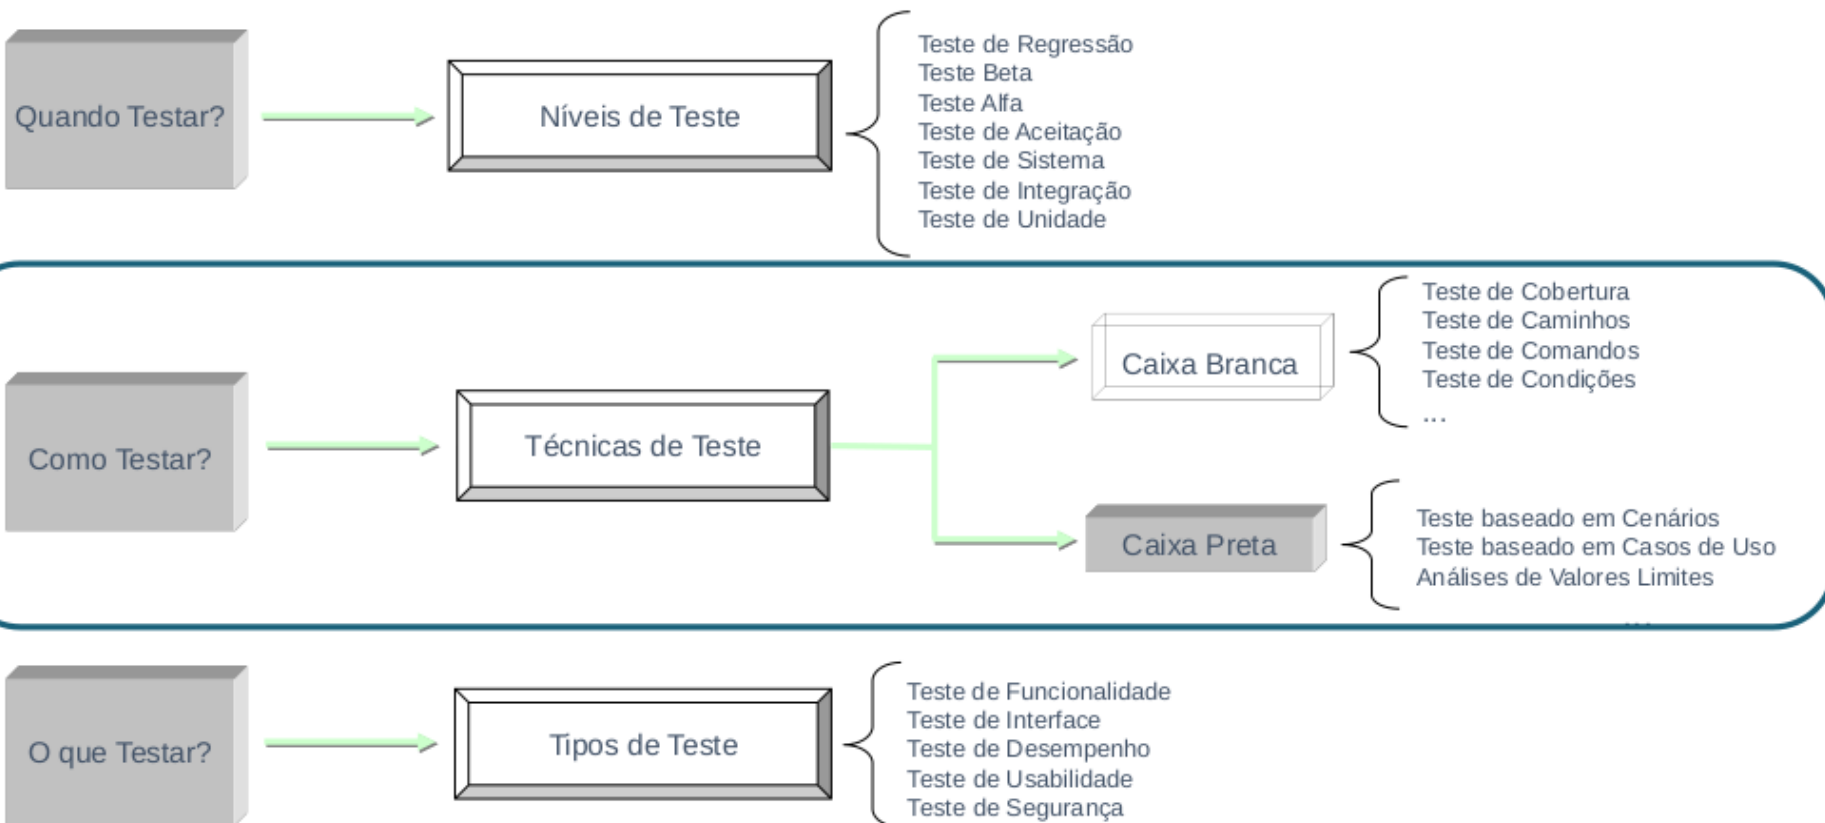 Quando Testar?
Níveis de Teste
Teste de Regressão
Teste Beta
Teste Alfa
Teste de Aceitação
Teste de Sistema
Teste de Integração
Teste de Unidade
Como Testar?
Técnicas de Teste
Caixa Branca
Teste de Cobertura
Teste de Caminhos
Teste de Comandos
Teste de Condições
...
Caixa Preta
Teste baseado em Cenários
Teste baseado em Casos de Uso
Análises de Valores Limites
...
O que Testar?
Tipos de Teste
Teste de Funcionalidade
Teste de Interface
Teste de Desempenho
Teste de Usabilidade
Teste de Segurança